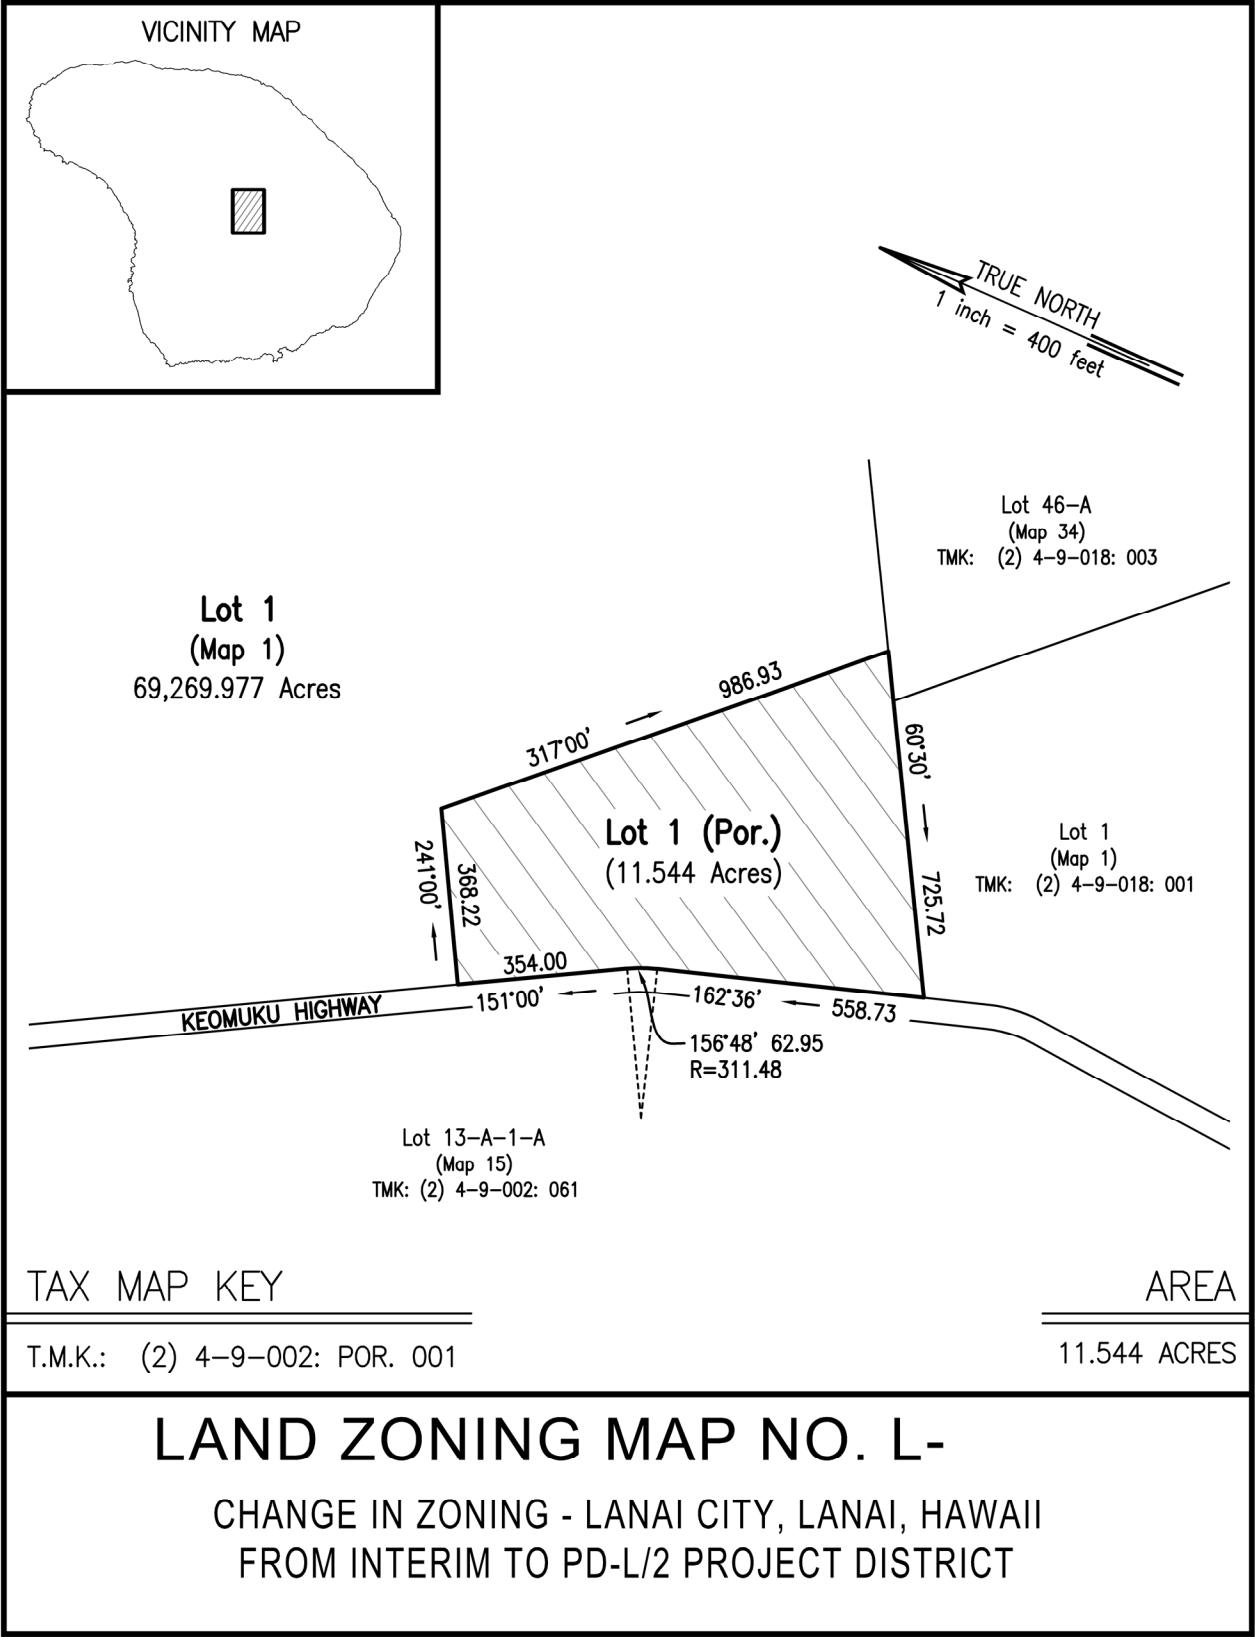 VICINITY MAP
TRUE NORTH
1 inch = 400 feet
Lot 46-A
(Map 34)
TMK: (2) 4-9-018: 003
Lot 1
(Map 1)
69,269.977 Acres
986.93
317°00'
60°30'
Lot 1 (Por.)
(11.544 Acres)
Lot 1
(Map 1)
TMK: (2) 4-9-018: 001
241°00'
368.22
725.72
354.00
KEOMUKU HIGHWAY
151°00'
162°36'
558.73
156°48' 62.95
R=311.48
Lot 13-A-1-A
(Map 15)
TMK: (2) 4-9-002: 061
TAX MAP KEY
AREA
T.M.K.: (2) 4-9-002: POR. 001
11.544 ACRES
LAND ZONING MAP NO. L-
CHANGE IN ZONING - LANAI CITY, LANAI, HAWAII
FROM INTERIM TO PD-L/2 PROJECT DISTRICT